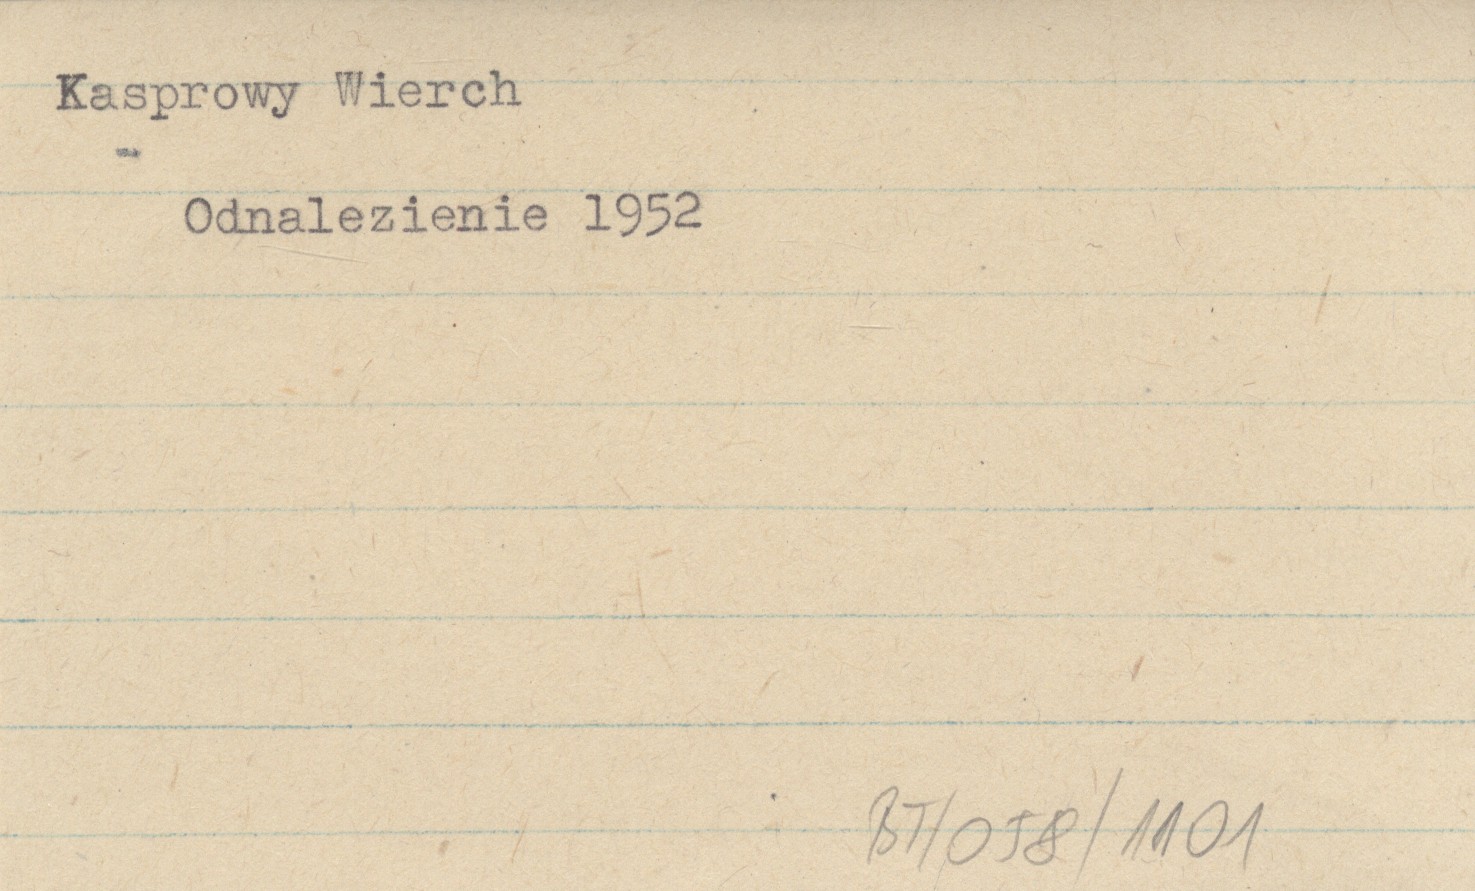 Kasprowy Wierch
-
Odnalezienie 1952
BT/058/1101